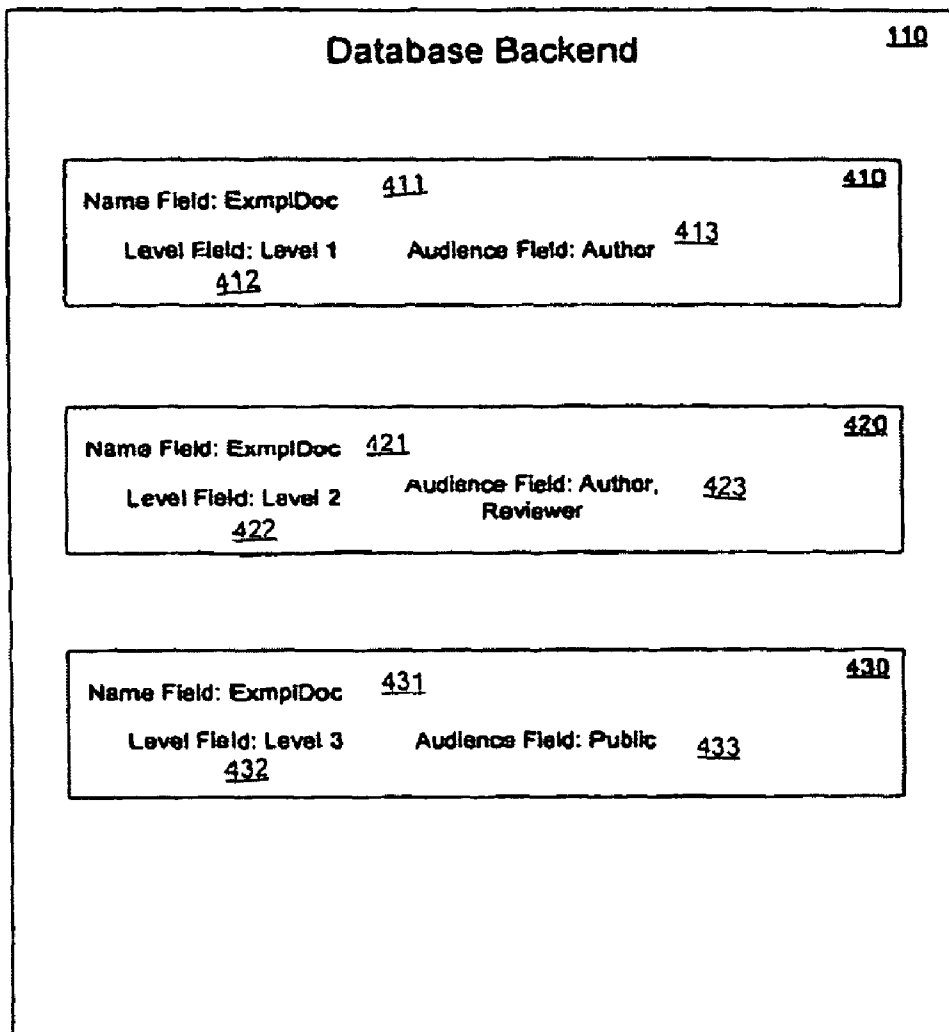 Database Backend 110
410
Name Field: ExmplDoc 411
Level Field: Level 1 Audience Field: Author 413
412
420
Name Field: ExmplDoc 421
Level Field: Level 2 Audience Field: Author, 423
Reviewer
422
430
Name Field: ExmplDoc 431
Level Field: Level 3 Audience Field: Public 433
432